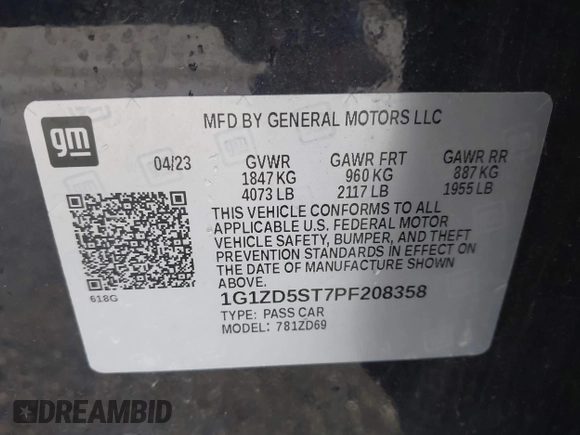 gm
MFD BY GENERAL MOTORS LLC
04/23 GVWR GAWR FRT GAWR RR
1847 KG 960 KG 887 KG
4073 LB 2117 LB 1955 LB
THIS VEHICLE CONFORMS TO ALL
APPLICABLE U.S. FEDERAL MOTOR
VEHICLE SAFETY, BUMPER, AND THEFT
PREVENTION STANDARDS IN EFFECT ON
THE DATE OF MANUFACTURE SHOWN
ABOVE.
618G
1G1ZD5ST7PF208358
TYPE: PASS CAR
MODEL: 781ZD69
DREAMBID